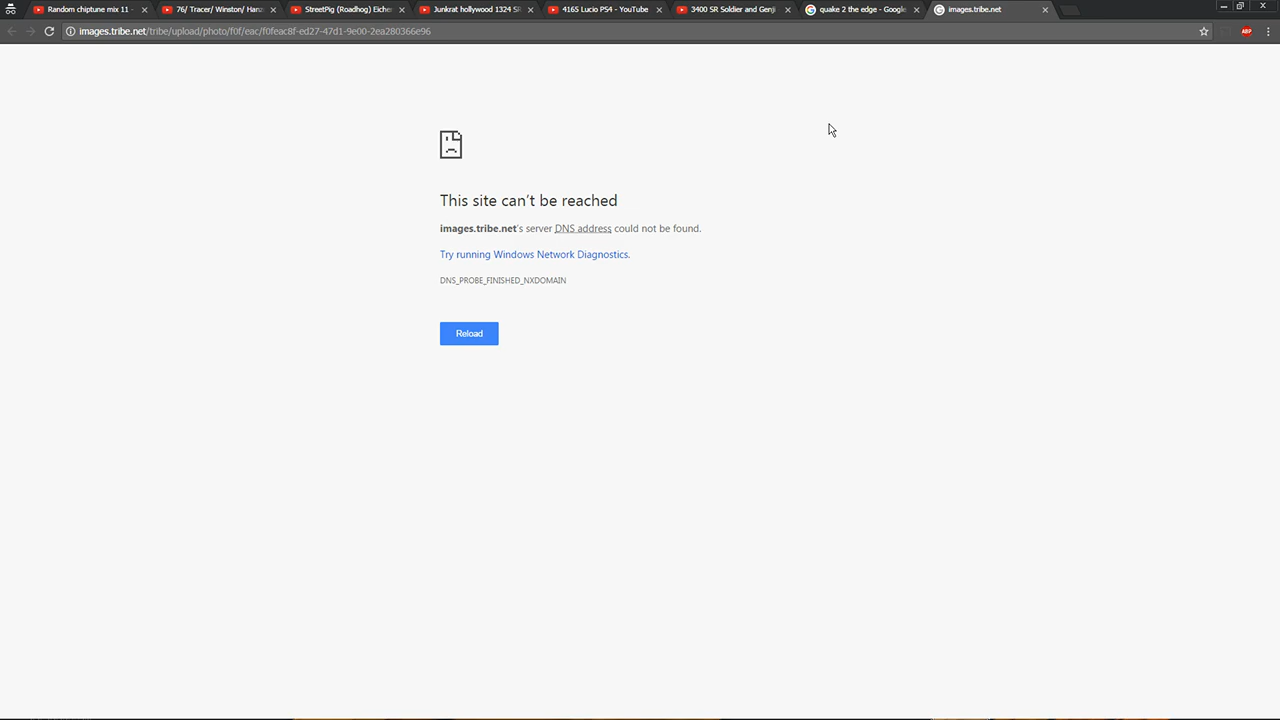 Random chiptune mix 11 -
76/ Tracer/ Winston/ Hana
StreetPig (Roadhog) Eichen
Junkrat hollywood 1324 SR
416S Lucio PS4 - YouTube
3400 SR Soldier and Genji
quake 2 the edge - Google
images.tribe.net
images.tribe.net/tribe/upload/photo/f0f/eac/f0feac8f-ed27-47d1-9e00-2ea280366e96
ABP
This site can't be reached
images.tribe.net's server DNS address could not be found.
Try running Windows Network Diagnostics.
DNS_PROBE_FINISHED_NXDOMAIN
Reload